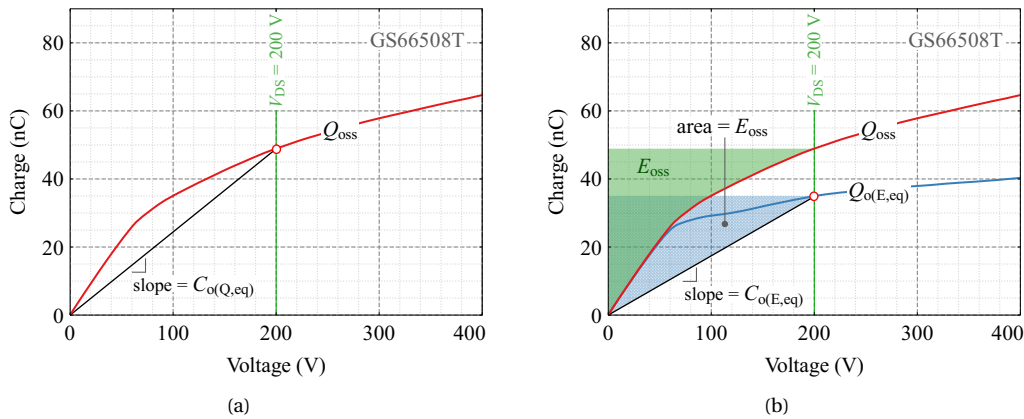 GS66508T
V_DS = 200 V
Q_oss
slope = C_o(Q,eq)
Charge (nC)
80
60
40
20
0
0 100 200 300 400
Voltage (V)
(a)
GS66508T
V_DS = 200 V
area = E_oss
Q_oss
E_oss
Q_o(E,eq)
slope = C_o(E,eq)
Charge (nC)
80
60
40
20
0
0 100 200 300 400
Voltage (V)
(b)